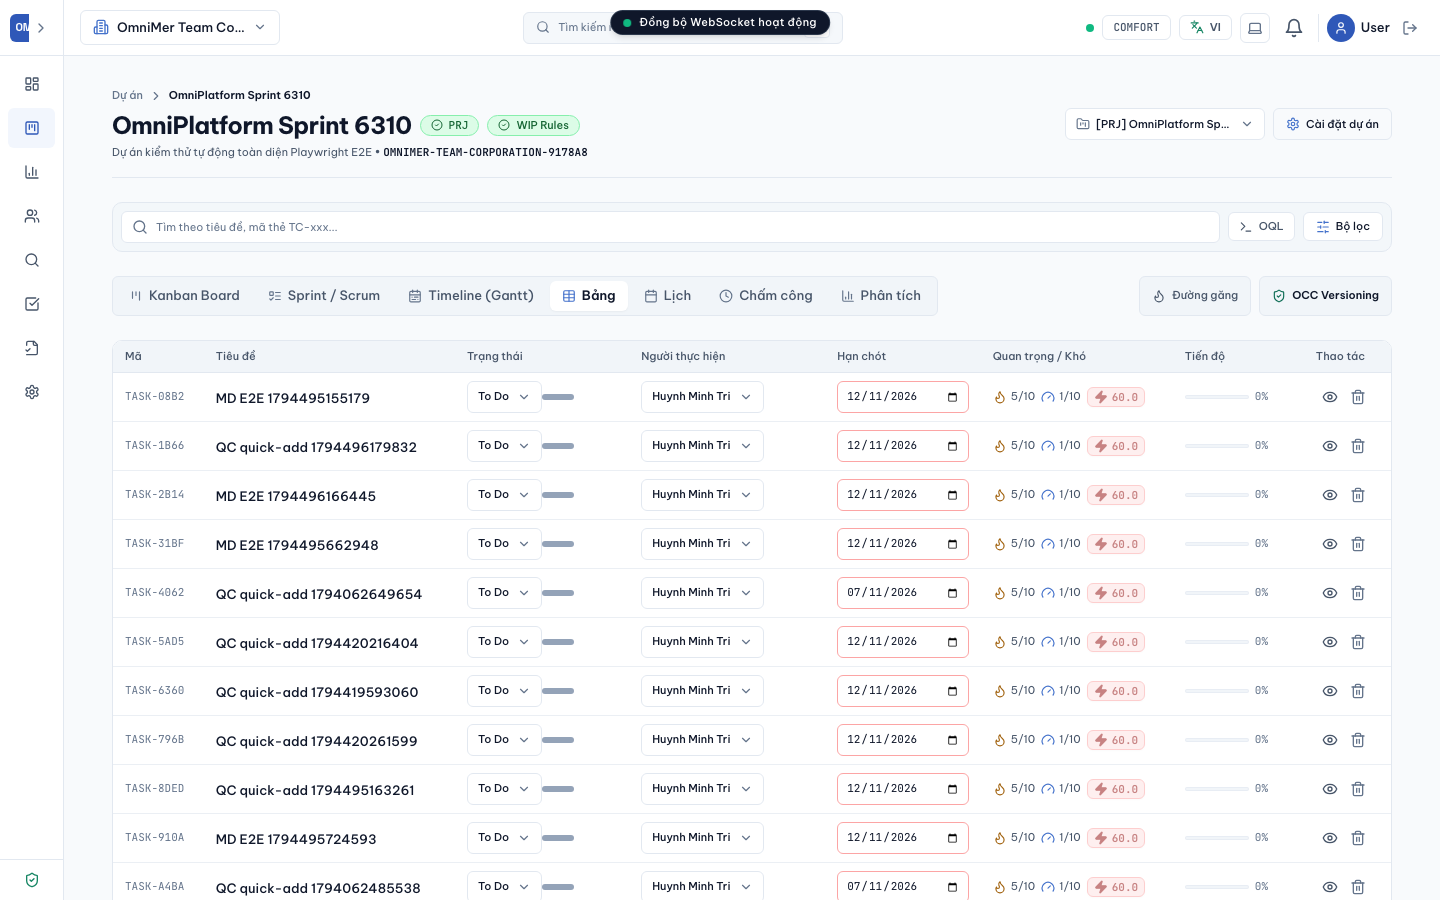 OmniMer Team Co...
Tìm kiếm
Đồng bộ WebSocket hoạt động
COMFORT
VI
User
Dự án
OmniPlatform Sprint 6310
OmniPlatform Sprint 6310
PRJ
WIP Rules
[PRJ] OmniPlatform Sp...
Cài đặt dự án
Dự án kiểm thử tự động toàn diện Playwright E2E • OMNIMER-TEAM-CORPORATION-9178A8
Tìm theo tiêu đề, mã thẻ TC-xxx...
OQL
Bộ lọc
Kanban Board
Sprint / Scrum
Timeline (Gantt)
Bảng
Lịch
Chấm công
Phân tích
Đường găng
OCC Versioning
Mã Tiêu đề Trạng thái Người thực hiện Hạn chót Quan trọng / Khó Tiến độ Thao tác
TASK-08B2 MD E2E 1794495155179 To Do Huynh Minh Tri 12/11/2026 5/10 1/10 60.0 0%
TASK-1B66 QC quick-add 1794496179832 To Do Huynh Minh Tri 12/11/2026 5/10 1/10 60.0 0%
TASK-2B14 MD E2E 1794496166445 To Do Huynh Minh Tri 12/11/2026 5/10 1/10 60.0 0%
TASK-31BF MD E2E 1794495662948 To Do Huynh Minh Tri 12/11/2026 5/10 1/10 60.0 0%
TASK-4062 QC quick-add 1794062649654 To Do Huynh Minh Tri 07/11/2026 5/10 1/10 60.0 0%
TASK-5AD5 QC quick-add 1794420216404 To Do Huynh Minh Tri 12/11/2026 5/10 1/10 60.0 0%
TASK-6360 QC quick-add 1794419593060 To Do Huynh Minh Tri 12/11/2026 5/10 1/10 60.0 0%
TASK-796B QC quick-add 1794420261599 To Do Huynh Minh Tri 12/11/2026 5/10 1/10 60.0 0%
TASK-8DED QC quick-add 1794495163261 To Do Huynh Minh Tri 12/11/2026 5/10 1/10 60.0 0%
TASK-910A MD E2E 1794495724593 To Do Huynh Minh Tri 12/11/2026 5/10 1/10 60.0 0%
TASK-A4BA QC quick-add 1794062485538 To Do Huynh Minh Tri 07/11/2026 5/10 1/10 60.0 0%